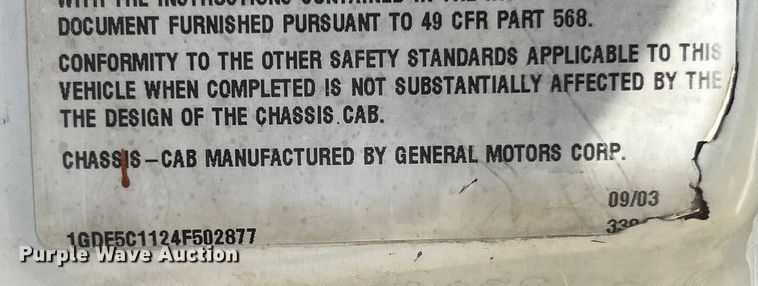 DOCUMENT FURNISHED PURSUANT TO 49 CFR PART 568.
CONFORMITY TO THE OTHER SAFETY STANDARDS APPLICABLE TO THIS
VEHICLE WHEN COMPLETED IS NOT SUBSTANTIALLY AFFECTED BY THE
THE DESIGN OF THE CHASSIS.CAB.
CHASSIS-CAB MANUFACTURED BY GENERAL MOTORS CORP.
09/03
1GDE5C1124F502877
Purple Wave Auction